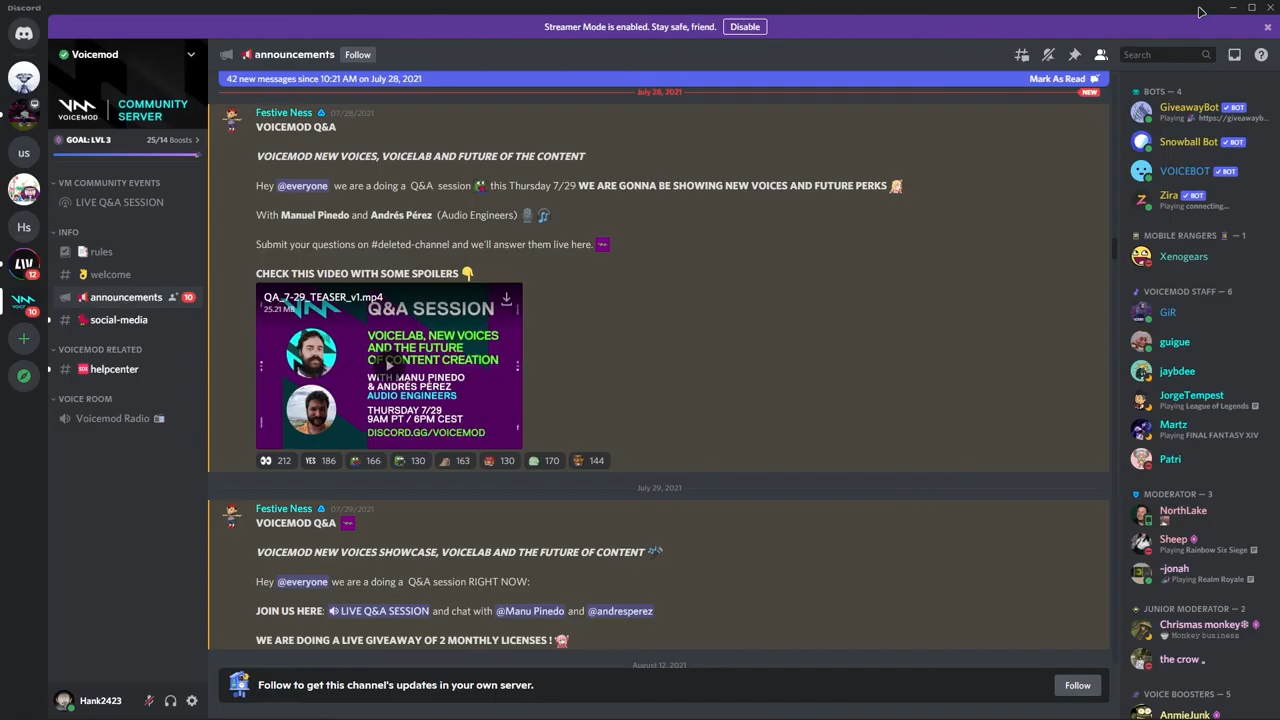 Discord
Streamer Mode is enabled. Stay safe, friend.
Disable
Voicemod
announcements
Follow
Search
42 new messages since 10:21 AM on July 28, 2021
Mark As Read
July 28, 2021
NEW
VOICEMOD
COMMUNITY
SERVER
GOAL: LVL 3
25/14 Boosts
us
Hs
LIV
12
10
VM COMMUNITY EVENTS
LIVE Q&A SESSION
INFO
rules
welcome
announcements
10
social-media
VOICEMOD RELATED
SOS
helpcenter
VOICE ROOM
Voicemod Radio
Hank2423
Festive Ness 07/28/2021
VOICEMOD Q&A
VOICEMOD NEW VOICES, VOICELAB AND FUTURE OF THE CONTENT
Hey @everyone we are a doing a Q&A session this Thursday 7/29 WE ARE GONNA BE SHOWING NEW VOICES AND FUTURE PERKS
With Manuel Pinedo and Andrés Pérez (Audio Engineers)
Submit your questions on #deleted-channel and we'll answer them live here.
CHECK THIS VIDEO WITH SOME SPOILERS
QA_7-29_TEASER_v1.mp4
25.21 MB
Q&A SESSION
VOICELAB, NEW VOICES
AND THE FUTURE
OF CONTENT CREATION
WITH MANU PINEDO
& ANDRÉS PÉREZ
AUDIO ENGINEERS
THURSDAY 7/29
9AM PT / 6PM CEST
DISCORD.GG/VOICEMOD
212
YES 186
166
130
163
130
170
144
July 29, 2021
Festive Ness 07/29/2021
VOICEMOD Q&A
VOICEMOD NEW VOICES SHOWCASE, VOICELAB AND THE FUTURE OF CONTENT
Hey @everyone we are a doing a Q&A session RIGHT NOW:
JOIN US HERE: LIVE Q&A SESSION and chat with @Manu Pinedo and @andresperez
WE ARE DOING A LIVE GIVEAWAY OF 2 MONTHLY LICENSES !
August 12, 2021
Follow to get this channel's updates in your own server.
Follow
BOTS — 4
GiveawayBot BOT
Playing https://giveawayb...
Snowball Bot BOT
VOICEBOT BOT
Zira BOT
Playing connecting...
MOBILE RANGERS — 1
Xenogears
VOICEMOD STAFF — 6
GiR
guigue
jaybdee
JorgeTempest
Playing League of Legends
Martz
Playing FINAL FANTASY XIV
Patri
MODERATOR — 3
NorthLake
Sheep
Playing Rainbow Six Siege
-jonah
Playing Realm Royale
JUNIOR MODERATOR — 2
Chrismas monkey
Monkey business
the crow
VOICE BOOSTERS — 5
AnmieJunk